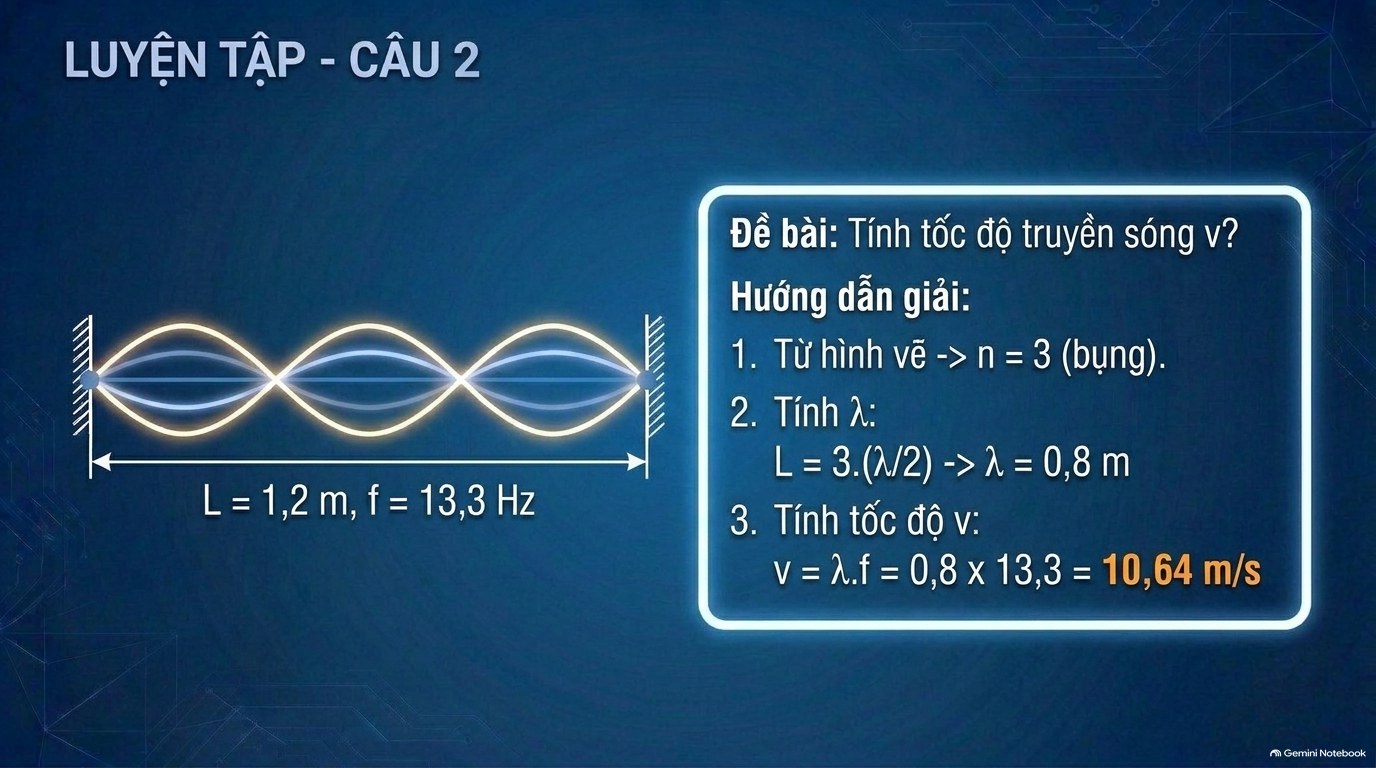 LUYỆN TẬP - CÂU 2
L = 1,2 m, f = 13,3 Hz
Đề bài: Tính tốc độ truyền sóng v?
Hướng dẫn giải:
1. Từ hình vẽ -> n = 3 (bụng).
2. Tính λ:
L = 3.(λ/2) -> λ = 0,8 m
3. Tính tốc độ v:
v = λ.f = 0,8 x 13,3 = 10,64 m/s
Gemini Notebook